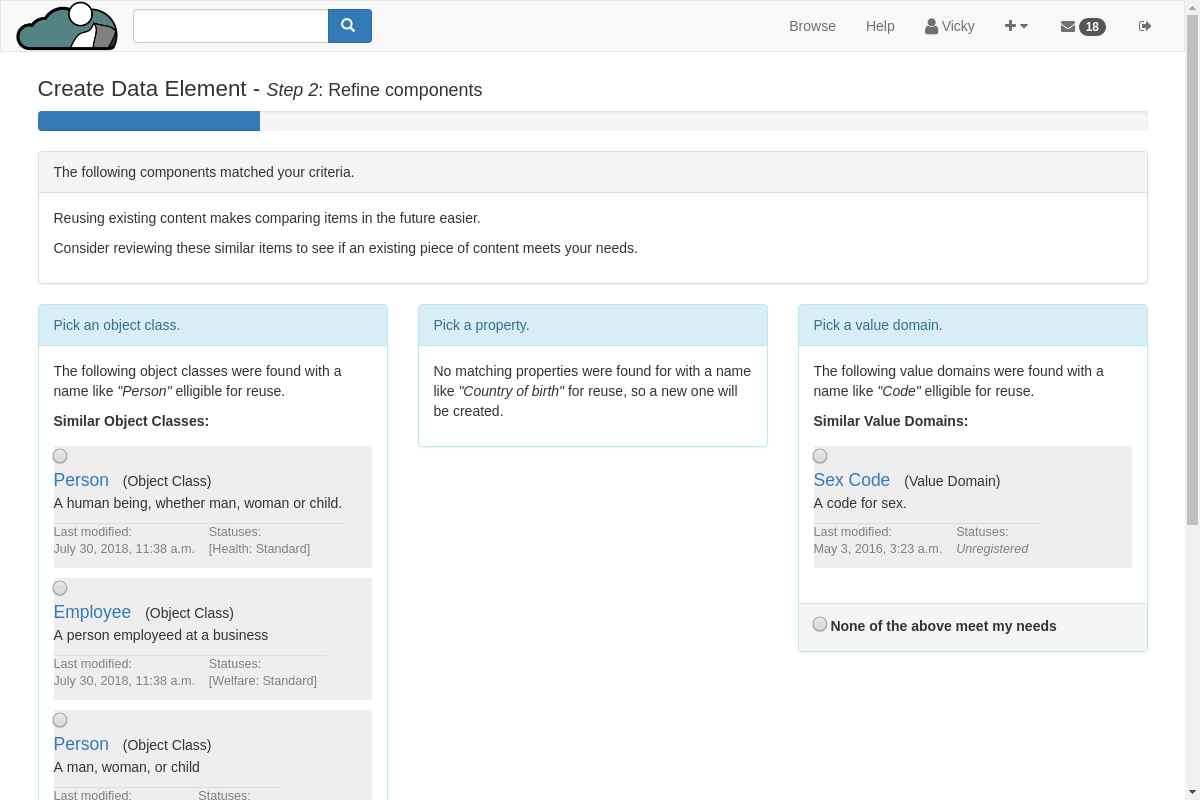 Browse Help Vicky 18
Create Data Element - Step 2: Refine components
The following components matched your criteria.
Reusing existing content makes comparing items in the future easier.
Consider reviewing these similar items to see if an existing piece of content meets your needs.
Pick an object class.
The following object classes were found with a
name like "Person" elligible for reuse.
Similar Object Classes:
Person (Object Class)
A human being, whether man, woman or child.
Last modified: Statuses:
July 30, 2018, 11:38 a.m. [Health: Standard]
Employee (Object Class)
A person employeed at a business
Last modified: Statuses:
July 30, 2018, 11:38 a.m. [Welfare: Standard]
Person (Object Class)
A man, woman, or child
Last modified: Statuses:
Pick a property.
No matching properties were found for with a name
like "Country of birth" for reuse, so a new one will
be created.
Pick a value domain.
The following value domains were found with a
name like "Code" elligible for reuse.
Similar Value Domains:
Sex Code (Value Domain)
A code for sex.
Last modified: Statuses:
May 3, 2016, 3:23 a.m. Unregistered
None of the above meet my needs